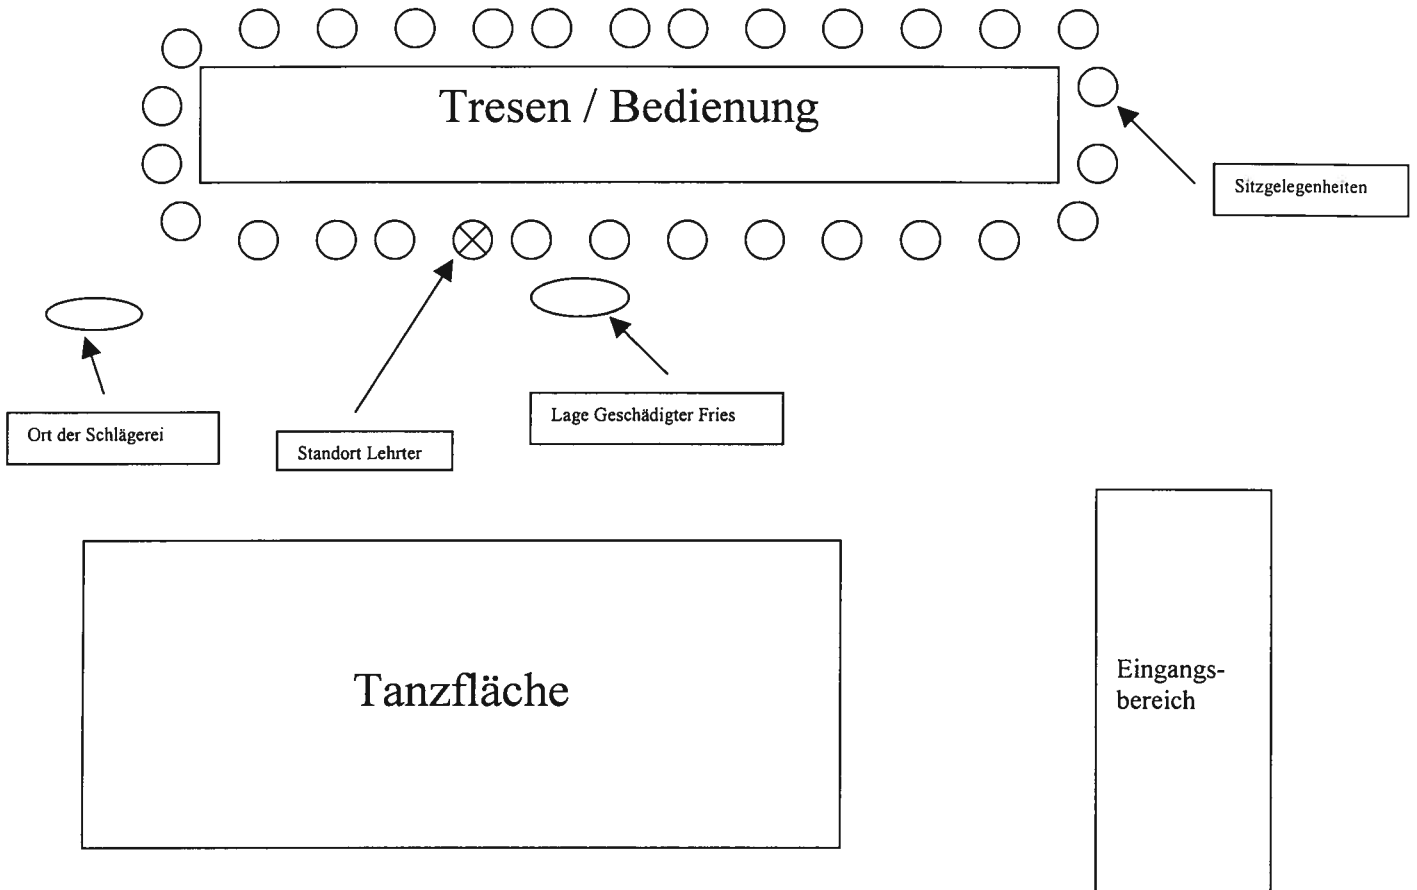 Tresen / Bedienung
Sitzgelegenheiten
Ort der Schlägerei
Standort Lehrter
Lage Geschädigter Fries
Tanzfläche
Eingangs-
bereich